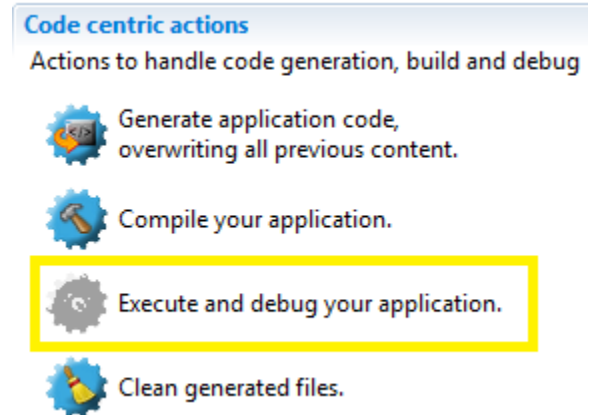 Code centric actions
Actions to handle code generation, build and debug
Generate application code,
overwriting all previous content.
Compile your application.
Execute and debug your application.
Clean generated files.